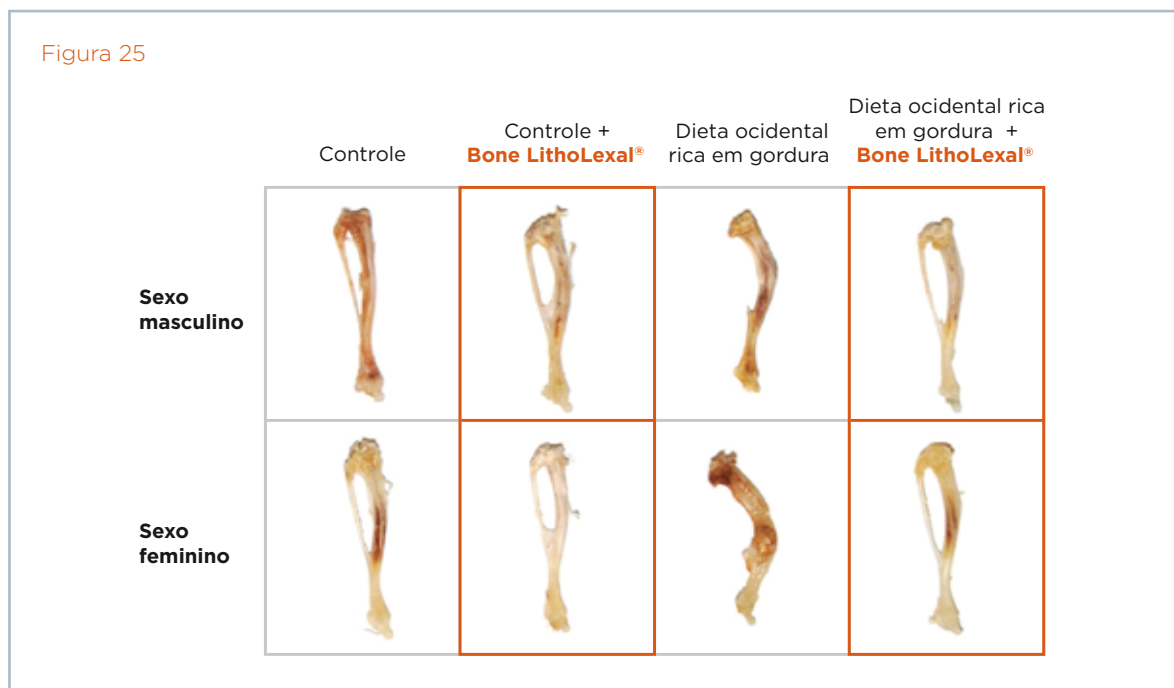 Figura 25
Controle
Controle +
Bone LithoLexal®
Dieta ocidental
rica em gordura
Dieta ocidental rica
em gordura +
Bone LithoLexal®
Sexo
masculino
Sexo
feminino